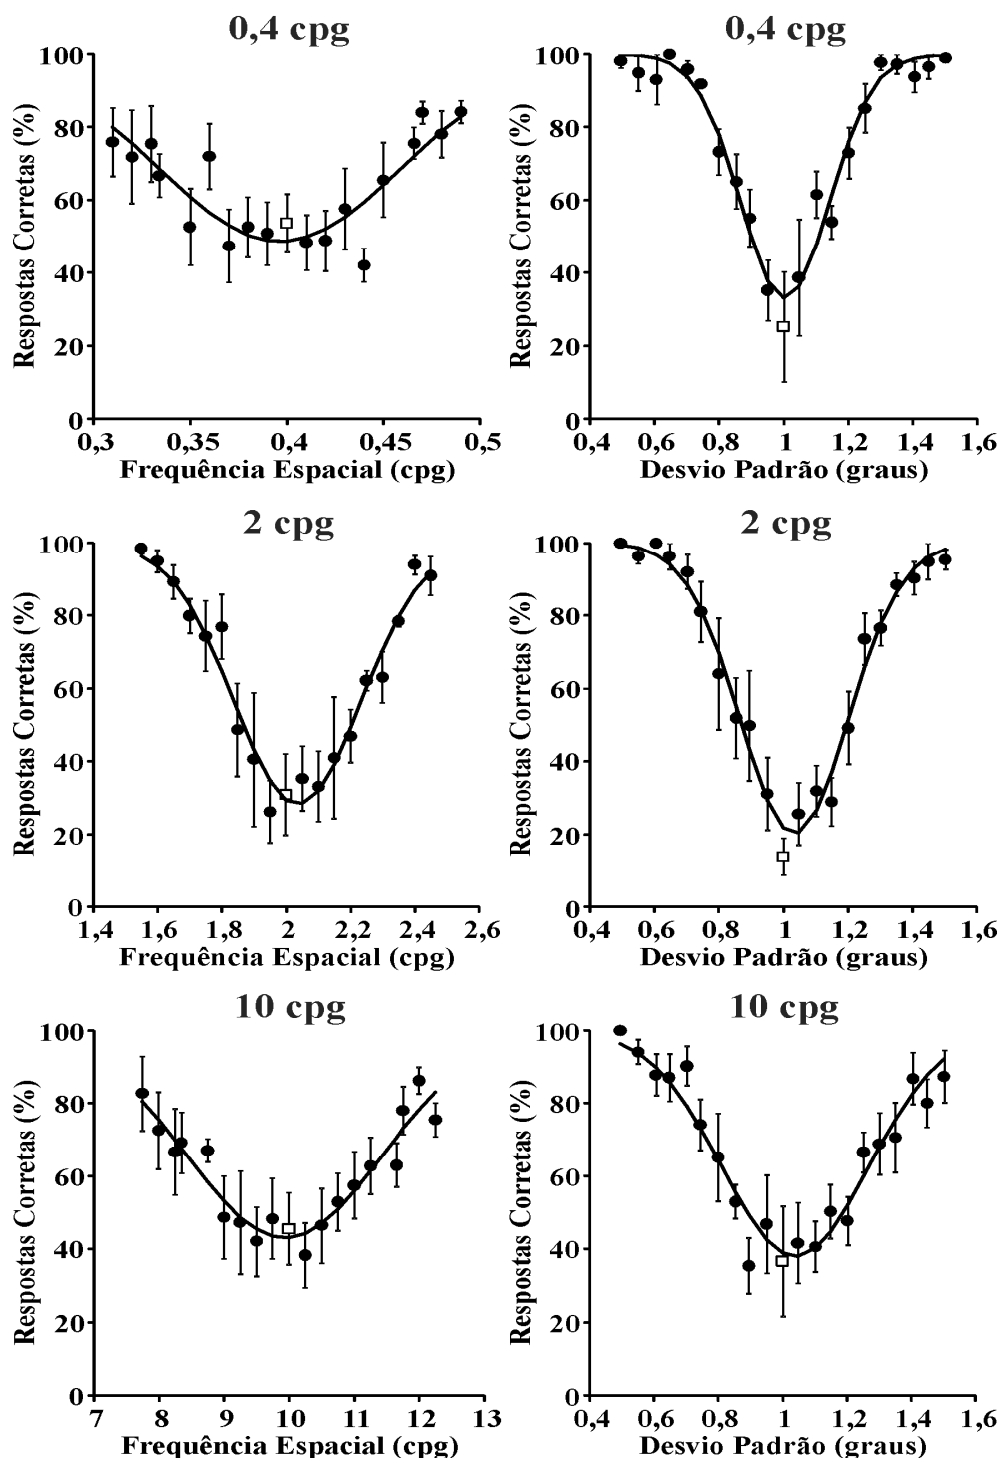 0,4 cpg
Respostas Corretas (%)
100
80
60
40
20
0
0,3 0,35 0,4 0,45 0,5
Frequência Espacial (cpg)
0,4 cpg
Respostas Corretas (%)
100
80
60
40
20
0
0,4 0,6 0,8 1 1,2 1,4 1,6
Desvio Padrão (graus)
2 cpg
Respostas Corretas (%)
100
80
60
40
20
0
1,4 1,6 1,8 2 2,2 2,4 2,6
Frequência Espacial (cpg)
2 cpg
Respostas Corretas (%)
100
80
60
40
20
0
0,4 0,6 0,8 1 1,2 1,4 1,6
Desvio Padrão (graus)
10 cpg
Respostas Corretas (%)
100
80
60
40
20
0
7 8 9 10 11 12 13
Frequência Espacial (cpg)
10 cpg
Respostas Corretas (%)
100
80
60
40
20
0
0,4 0,6 0,8 1 1,2 1,4 1,6
Desvio Padrão (graus)